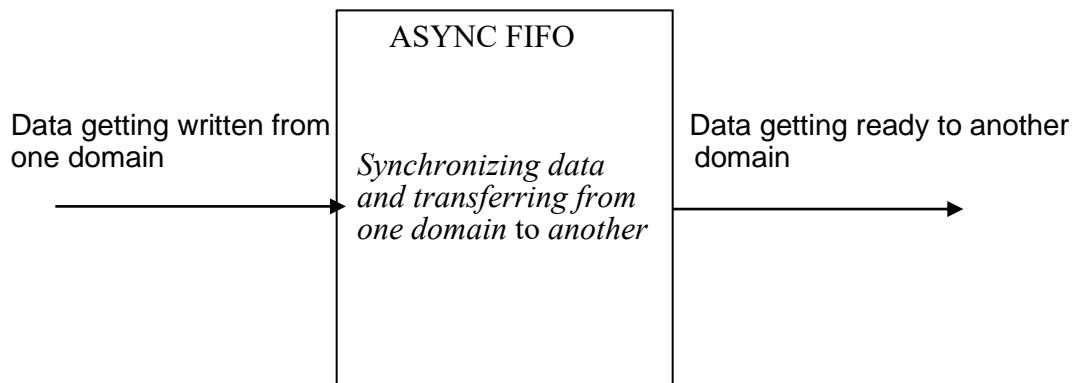 ASYNC FIFO
Data getting written from
one domain
Synchronizing data
and transferring from
one domain to another
Data getting ready to another
domain